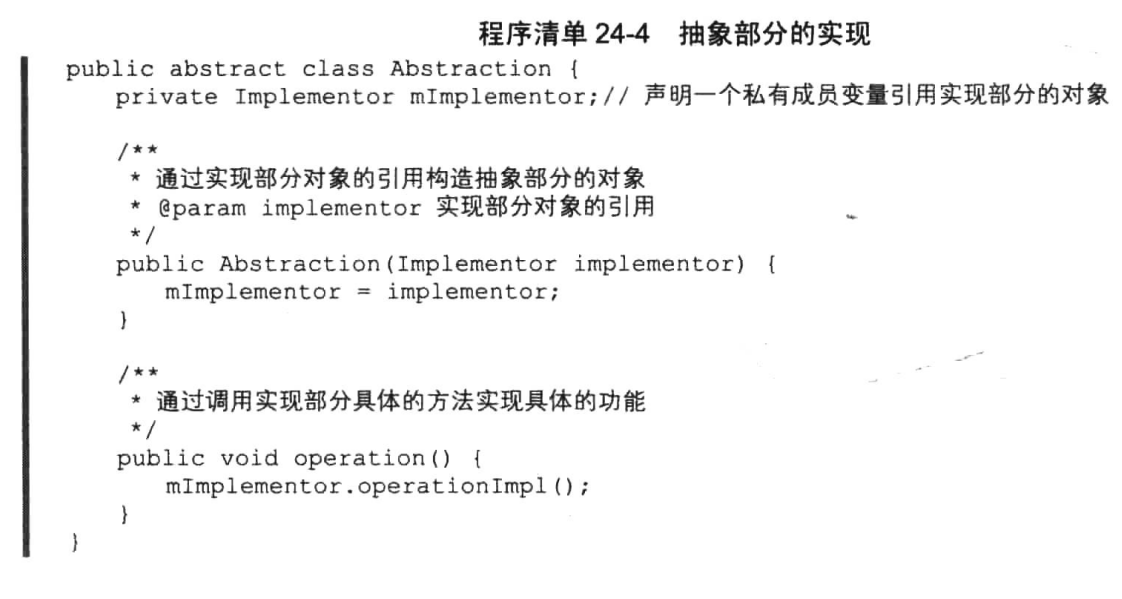 程序清单 24-4 抽象部分的实现
public abstract class Abstraction {
private Implementor mImplementor;// 声明一个私有成员变量引用实现部分的对象
/**
* 通过实现部分对象的引用构造抽象部分的对象
* @param implementor 实现部分对象的引用
*/
public Abstraction(Implementor implementor) {
mImplementor = implementor;
}
/**
* 通过调用实现部分具体的方法实现具体的功能
*/
public void operation() {
mImplementor.operationImpl();
}
}